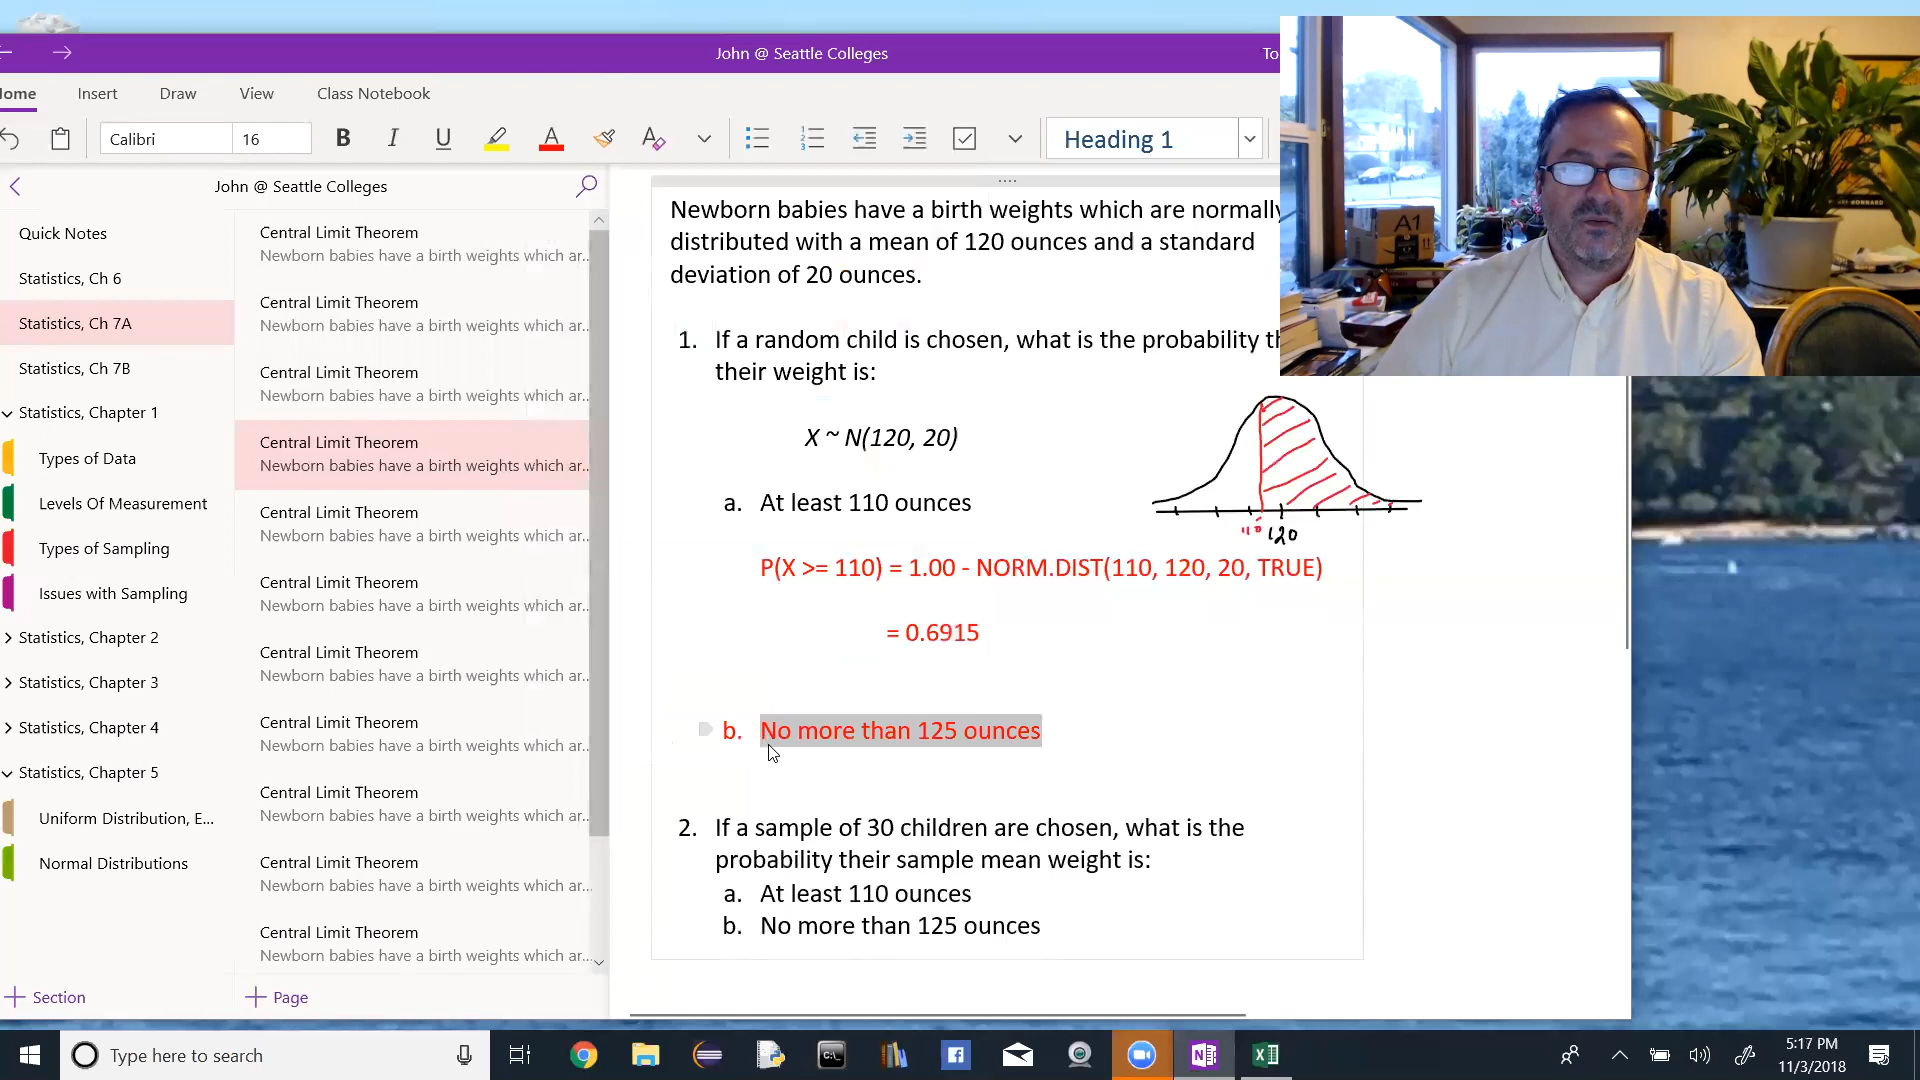 John @ Seattle Colleges
To
Home
Insert
Draw
View
Class Notebook
Calibri
16
B
I
U
A
A
Heading 1
John @ Seattle Colleges
Quick Notes
Statistics, Ch 6
Statistics, Ch 7A
Statistics, Ch 7B
Statistics, Chapter 1
Types of Data
Levels Of Measurement
Types of Sampling
Issues with Sampling
Statistics, Chapter 2
Statistics, Chapter 3
Statistics, Chapter 4
Statistics, Chapter 5
Uniform Distribution, E...
Normal Distributions
Section
Central Limit Theorem
Newborn babies have a birth weights which ar...
Central Limit Theorem
Newborn babies have a birth weights which ar...
Central Limit Theorem
Newborn babies have a birth weights which ar...
Central Limit Theorem
Newborn babies have a birth weights which ar...
Central Limit Theorem
Newborn babies have a birth weights which ar...
Central Limit Theorem
Newborn babies have a birth weights which ar...
Central Limit Theorem
Newborn babies have a birth weights which ar...
Central Limit Theorem
Newborn babies have a birth weights which ar...
Central Limit Theorem
Newborn babies have a birth weights which ar...
Central Limit Theorem
Newborn babies have a birth weights which ar...
Central Limit Theorem
Newborn babies have a birth weights which ar...
Page
Newborn babies have a birth weights which are normally
distributed with a mean of 120 ounces and a standard
deviation of 20 ounces.
1. If a random child is chosen, what is the probability th
their weight is:
X ~ N(120, 20)
a. At least 110 ounces
110 120
P(X >= 110) = 1.00 - NORM.DIST(110, 120, 20, TRUE)
= 0.6915
b. No more than 125 ounces
2. If a sample of 30 children are chosen, what is the
probability their sample mean weight is:
a. At least 110 ounces
b. No more than 125 ounces
A1
Type here to search
5:17 PM
11/3/2018